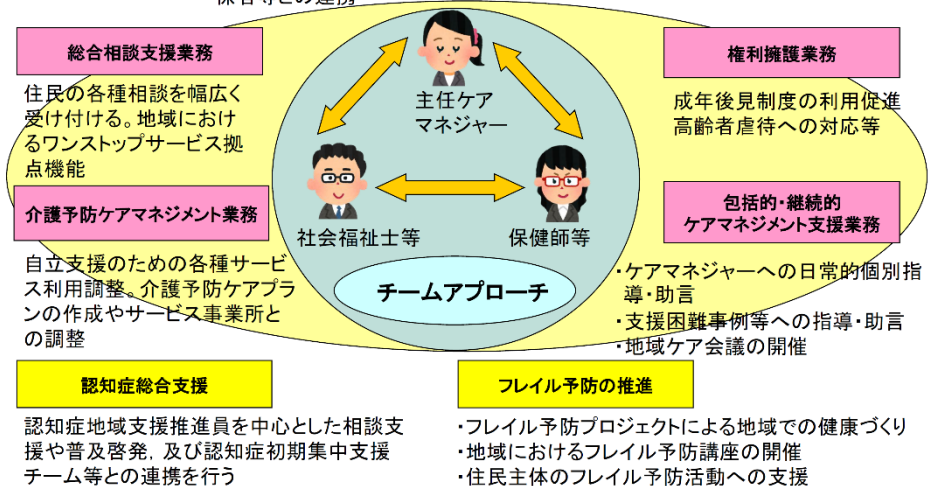 保者等との連携
総合相談支援業務
住民の各種相談を幅広く
受け付ける。地域におけ
るワンストップサービス拠
点機能
権利擁護業務
成年後見制度の利用促進
高齢者虐待への対応等
主任ケア
マネジャー
社会福祉士等
保健師等
チームアプローチ
介護予防ケアマネジメント業務
自立支援のための各種サービ
ス利用調整。介護予防ケアプラ
ンの作成やサービス事業所と
の調整
包括的・継続的
ケアマネジメント支援業務
・ケアマネジャーへの日常的個別指
導・助言
・支援困難事例等への指導・助言
・地域ケア会議の開催
認知症総合支援
認知症地域支援推進員を中心とした相談支
援や普及啓発，及び認知症初期集中支援
チーム等との連携を行う
フレイル予防の推進
・フレイル予防プロジェクトによる地域での健康づくり
・地域におけるフレイル予防講座の開催
・住民主体のフレイル予防活動への支援